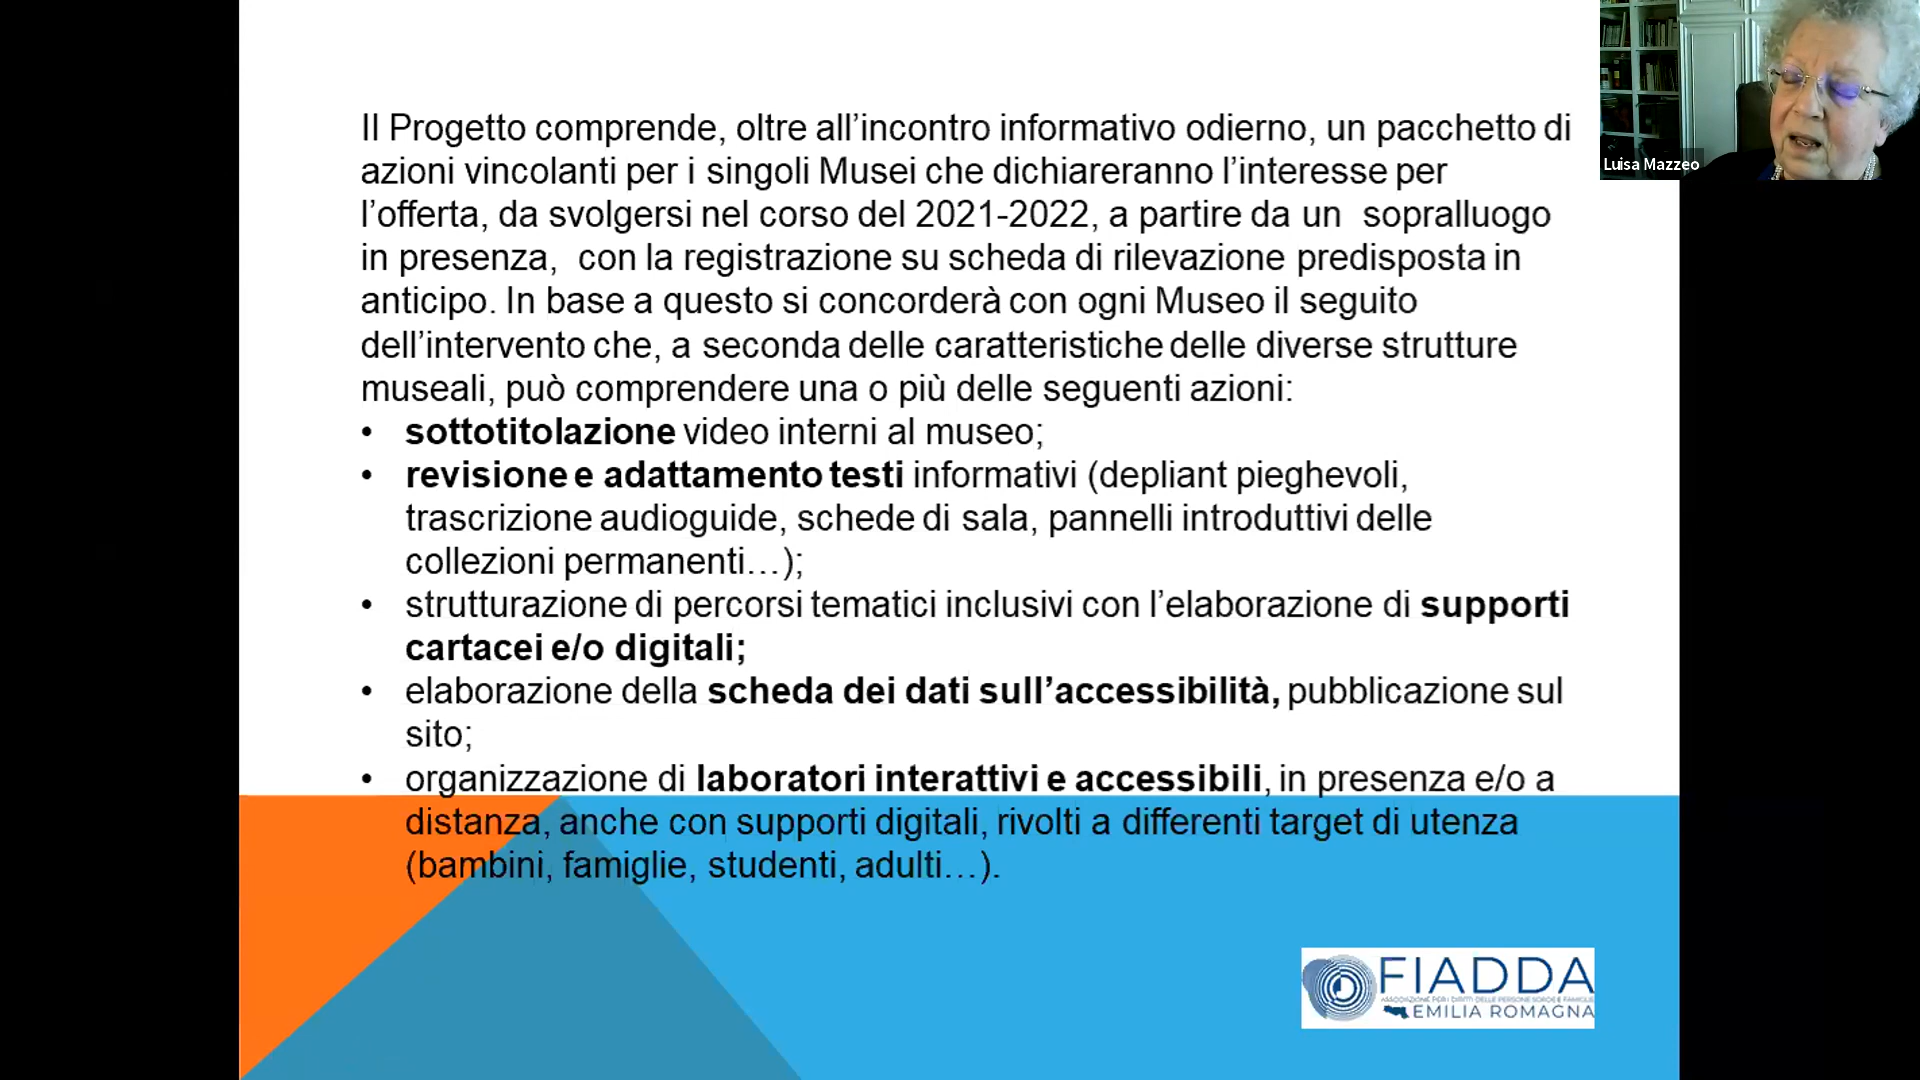 Il Progetto comprende, oltre all’incontro informativo odierno, un pacchetto di
azioni vincolanti per i singoli Musei che dichiareranno l’interesse per
l’offerta, da svolgersi nel corso del 2021-2022, a partire da un sopralluogo
in presenza, con la registrazione su scheda di rilevazione predisposta in
anticipo. In base a questo si concorderà con ogni Museo il seguito
dell’intervento che, a seconda delle caratteristiche delle diverse strutture
museali, può comprendere una o più delle seguenti azioni:
• sottotitolazione video interni al museo;
• revisione e adattamento testi informativi (depliant pieghevoli,
trascrizione audioguide, schede di sala, pannelli introduttivi delle
collezioni permanenti…);
• strutturazione di percorsi tematici inclusivi con l’elaborazione di supporti
cartacei e/o digitali;
• elaborazione della scheda dei dati sull’accessibilità, pubblicazione sul
sito;
• organizzazione di laboratori interattivi e accessibili, in presenza e/o a
distanza, anche con supporti digitali, rivolti a differenti target di utenza
(bambini, famiglie, studenti, adulti…).
Luisa Mazzeo
FIADDA
ASSOCIAZIONE PER I DIRITTI DELLE PERSONE SORDE E FAMIGLIE
EMILIA ROMAGNA